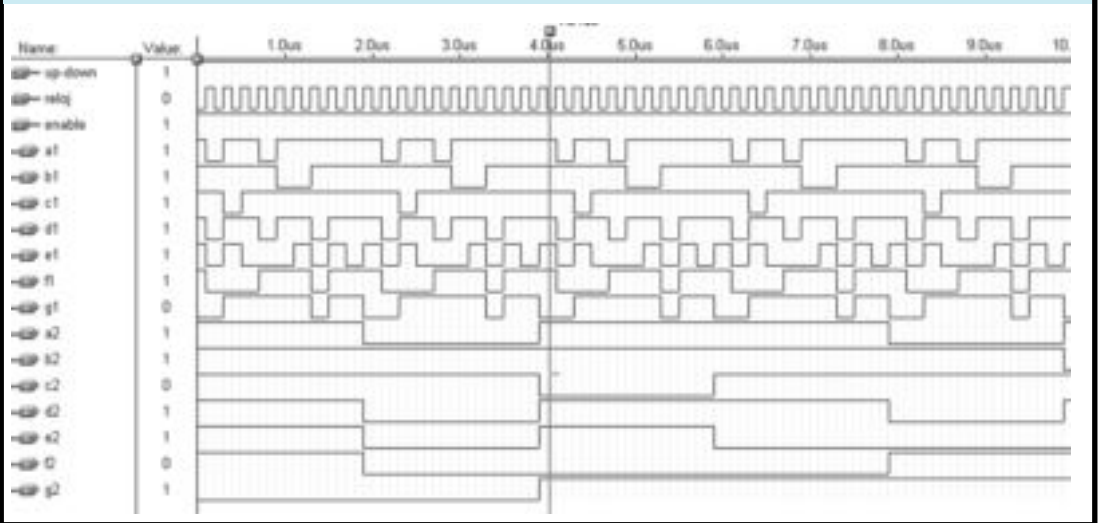 Name: Value: 1.0us 2.0us 3.0us 4.0us 5.0us 6.0us 7.0us 8.0us 9.0us 10.
up-down 1
reloj 0
enable 1
a1 1
b1 1
c1 1
d1 1
e1 1
f1 1
g1 0
a2 1
b2 1
c2 0
d2 1
e2 1
f2 0
g2 1